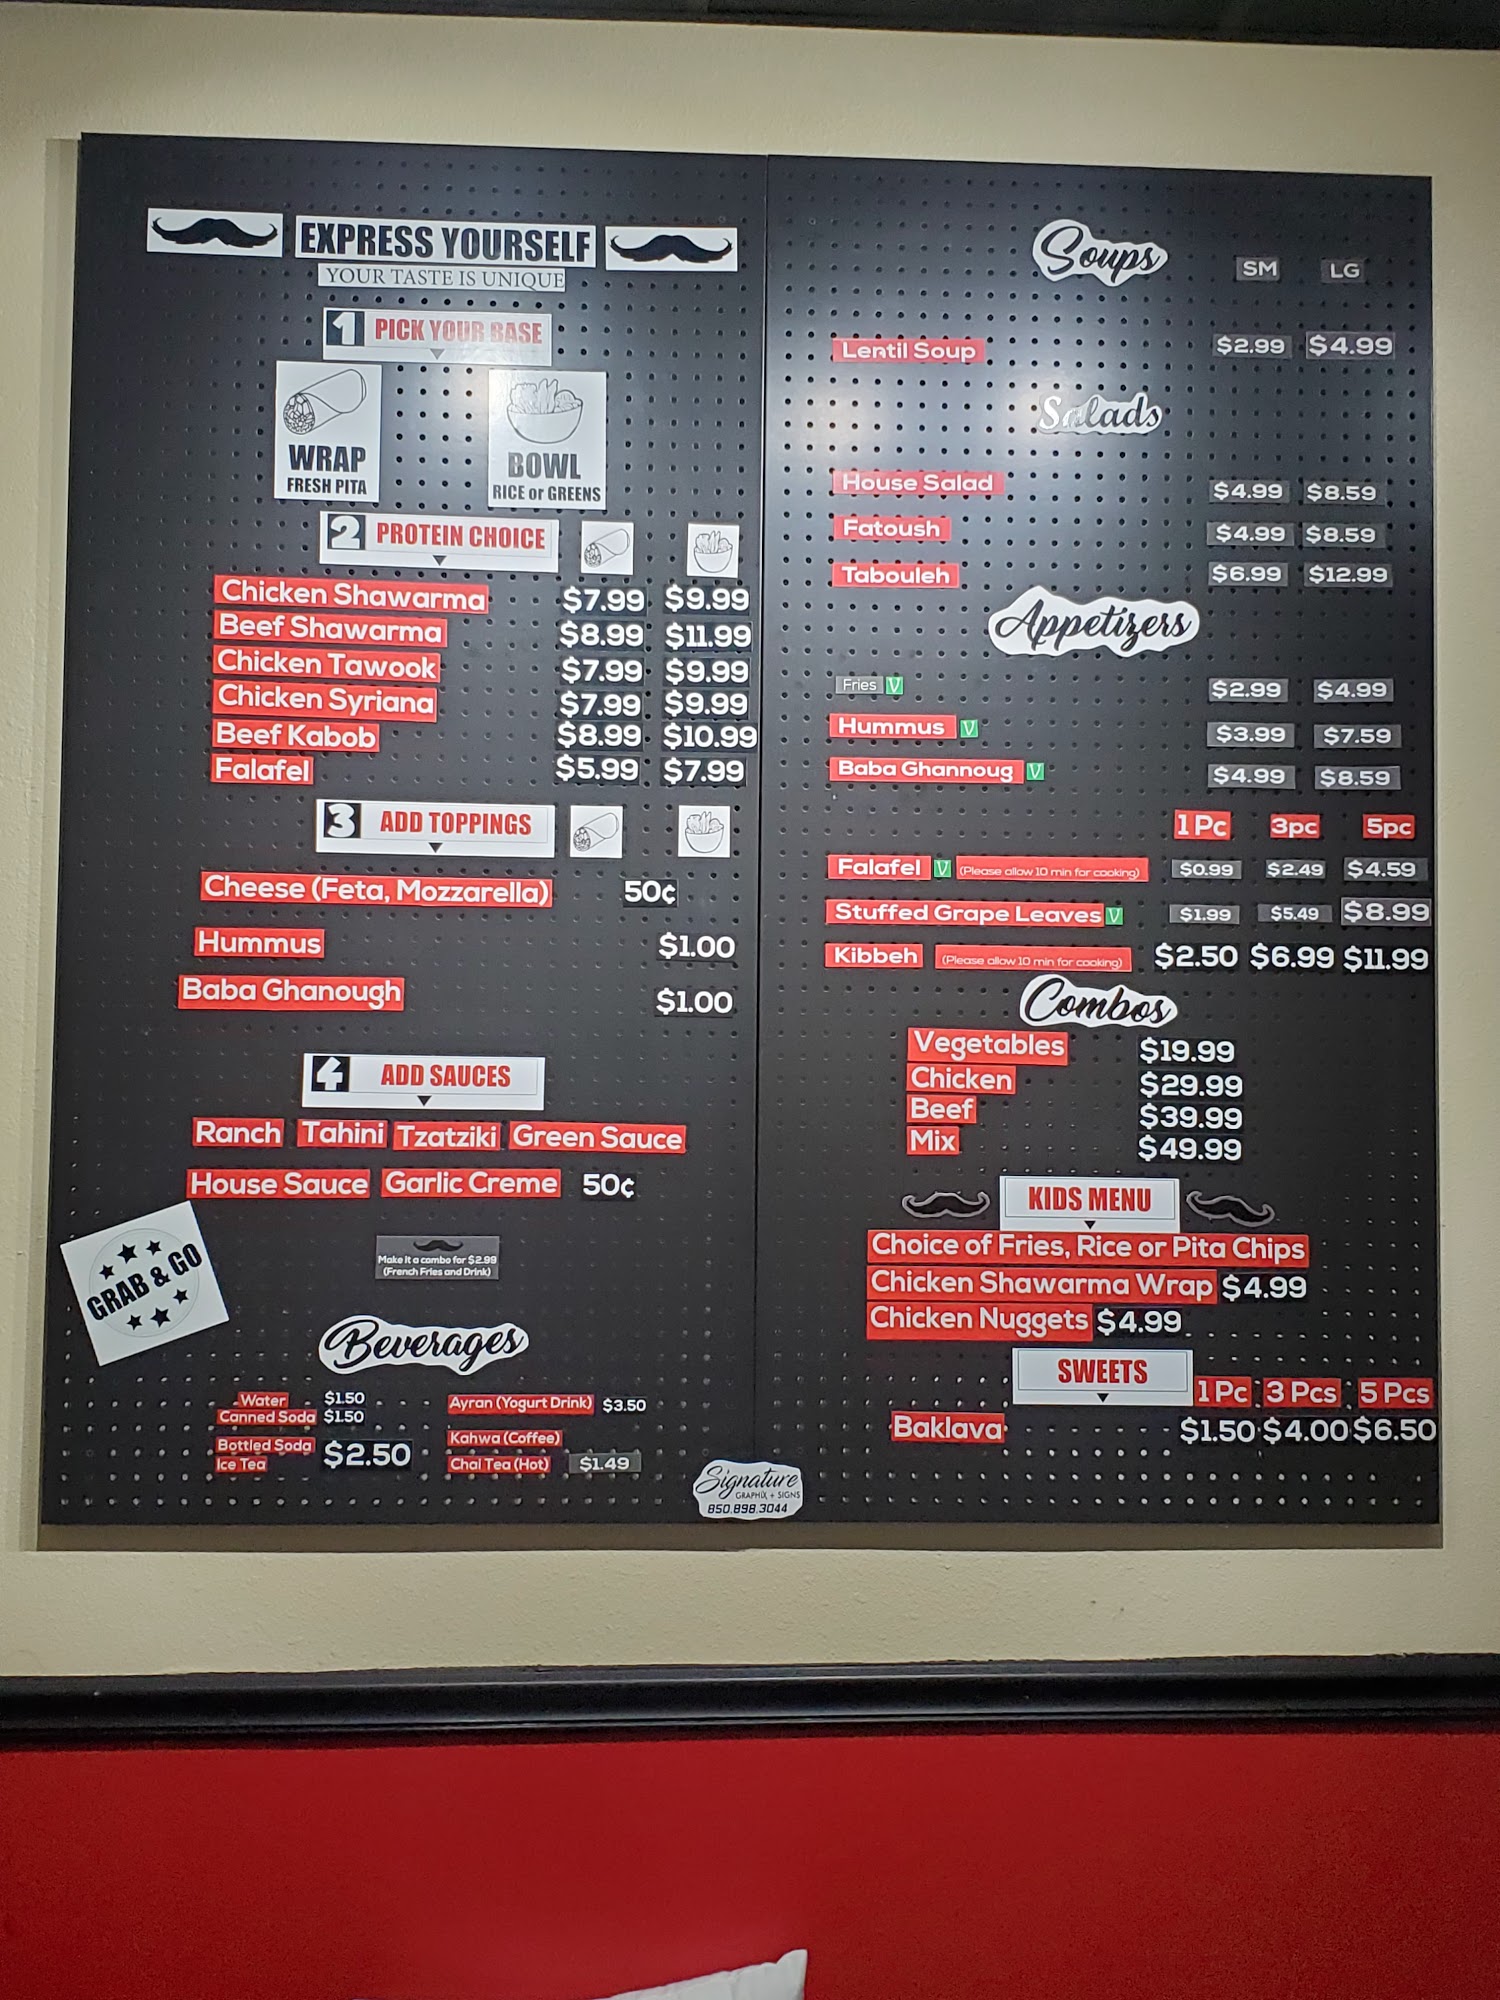 EXPRESS YOURSELF
YOUR TASTE IS UNIQUE
1 PICK YOUR BASE
WRAP
FRESH PITA
BOWL
RICE or GREENS
2 PROTEIN CHOICE
Chicken Shawarma $7.99 $9.99
Beef Shawarma $8.99 $11.99
Chicken Tawook $7.99 $9.99
Chicken Syriana $7.99 $9.99
Beef Kabob $8.99 $10.99
Falafel $5.99 $7.99
3 ADD TOPPINGS
Cheese (Feta, Mozzarella) 50¢
Hummus $1.00
Baba Ghanough $1.00
4 ADD SAUCES
Ranch Tahini Tzatziki Green Sauce
House Sauce Garlic Creme 50¢
GRAB & GO
Make it a combo for $2.99
(French Fries and Drink)
Beverages
Water $1.50
Canned Soda $1.50
Bottled Soda $2.50
Ice Tea
Ayran (Yogurt Drink) $3.50
Kahwa (Coffee)
Chai Tea (Hot) $1.49
Soups SM LG
Lentil Soup $2.99 $4.99
Salads
House Salad $4.99 $8.59
Fatoush $4.99 $8.59
Tabouleh $6.99 $12.99
Appetizers
Fries V $2.99 $4.99
Hummus V $3.99 $7.59
Baba Ghannoug V $4.99 $8.59
1 Pc 3pc 5pc
Falafel V (Please allow 10 min for cooking) $0.99 $2.49 $4.59
Stuffed Grape Leaves V $1.99 $5.49 $8.99
Kibbeh (Please allow 10 min for cooking) $2.50 $6.99 $11.99
Combos
Vegetables $19.99
Chicken $29.99
Beef $39.99
Mix $49.99
KIDS MENU
Choice of Fries, Rice or Pita Chips
Chicken Shawarma Wrap $4.99
Chicken Nuggets $4.99
SWEETS 1 Pc 3 Pcs 5 Pcs
Baklava $1.50 $4.00 $6.50
Signature
GRAPHIX + SIGNS
850.898.3044